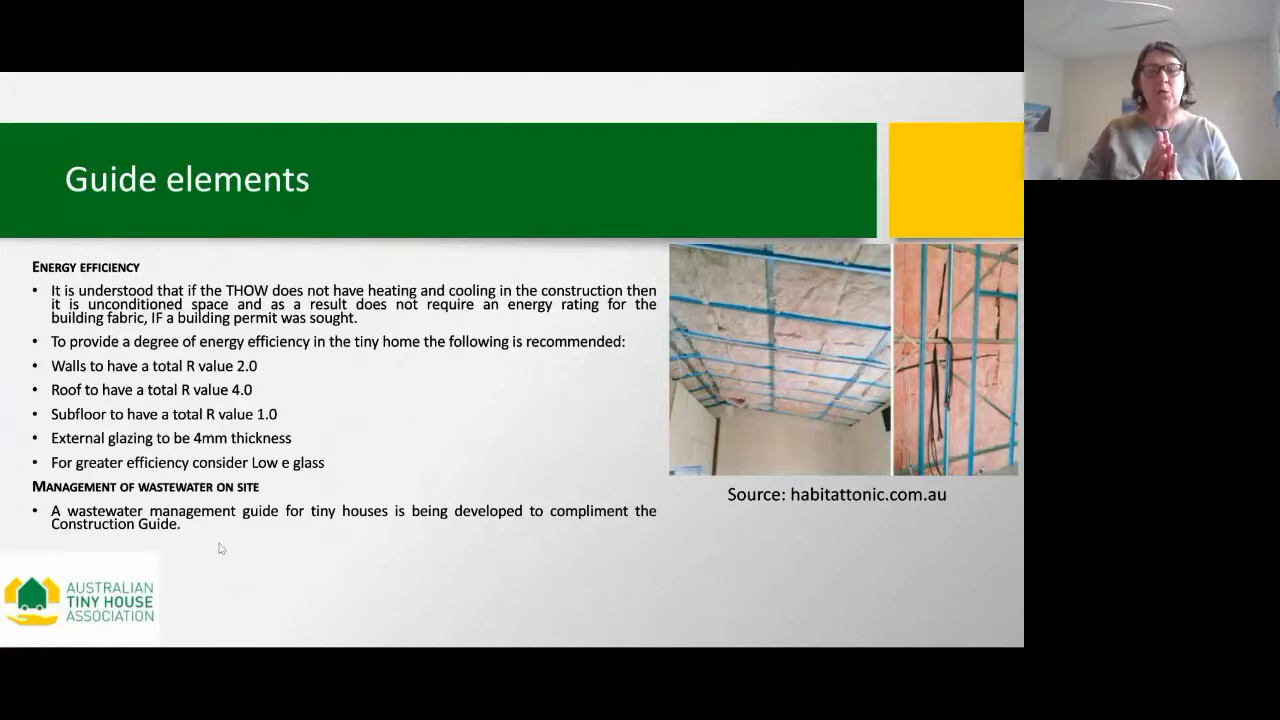 Guide elements
ENERGY EFFICIENCY
• It is understood that if the THOW does not have heating and cooling in the construction then
it is unconditioned space and as a result does not require an energy rating for the
building fabric, IF a building permit was sought.
• To provide a degree of energy efficiency in the tiny home the following is recommended:
• Walls to have a total R value 2.0
• Roof to have a total R value 4.0
• Subfloor to have a total R value 1.0
• External glazing to be 4mm thickness
• For greater efficiency consider Low e glass
MANAGEMENT OF WASTEWATER ON SITE
• A wastewater management guide for tiny houses is being developed to compliment the
Construction Guide.
Source: habitattonic.com.au
AUSTRALIAN
TINY HOUSE
ASSOCIATION